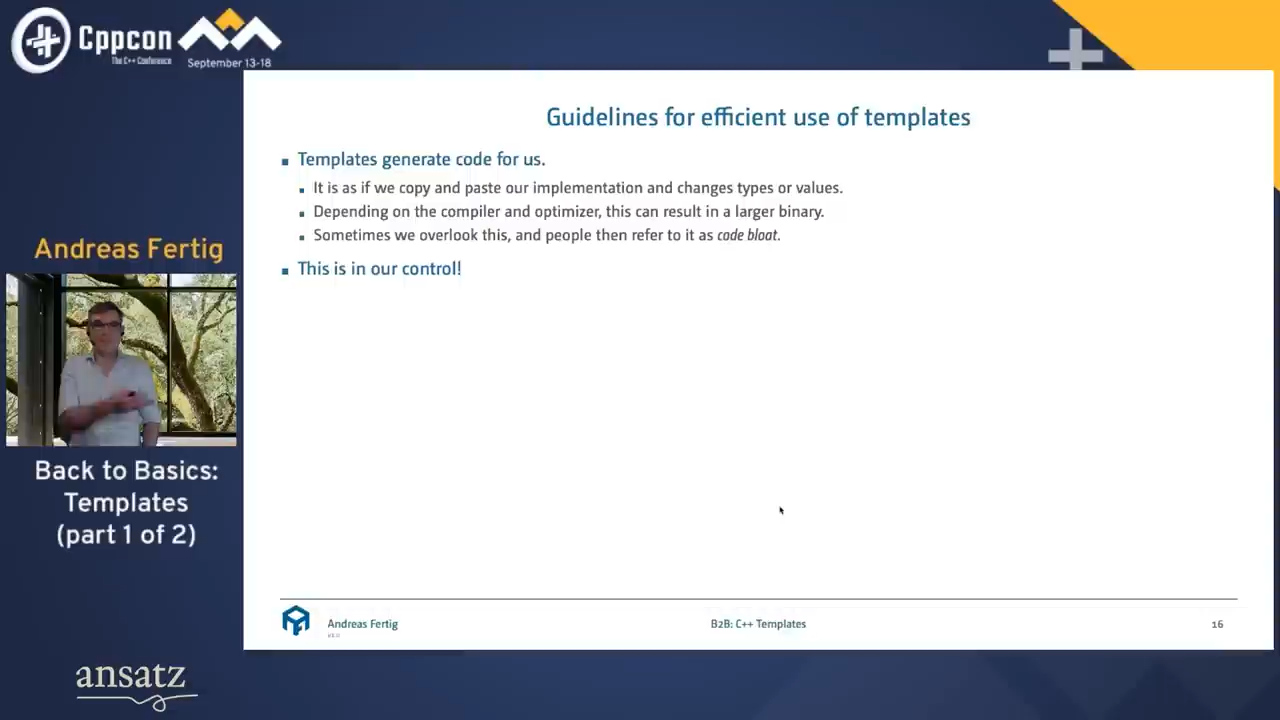 Cppcon
The C++ Conference
September 13-18
Guidelines for efficient use of templates
Templates generate code for us.
It is as if we copy and paste our implementation and changes types or values.
Depending on the compiler and optimizer, this can result in a larger binary.
Sometimes we overlook this, and people then refer to it as code bloat.
This is in our control!
Andreas Fertig
Back to Basics:
Templates
(part 1 of 2)
Andreas Fertig
B2B: C++ Templates
16
ansatz